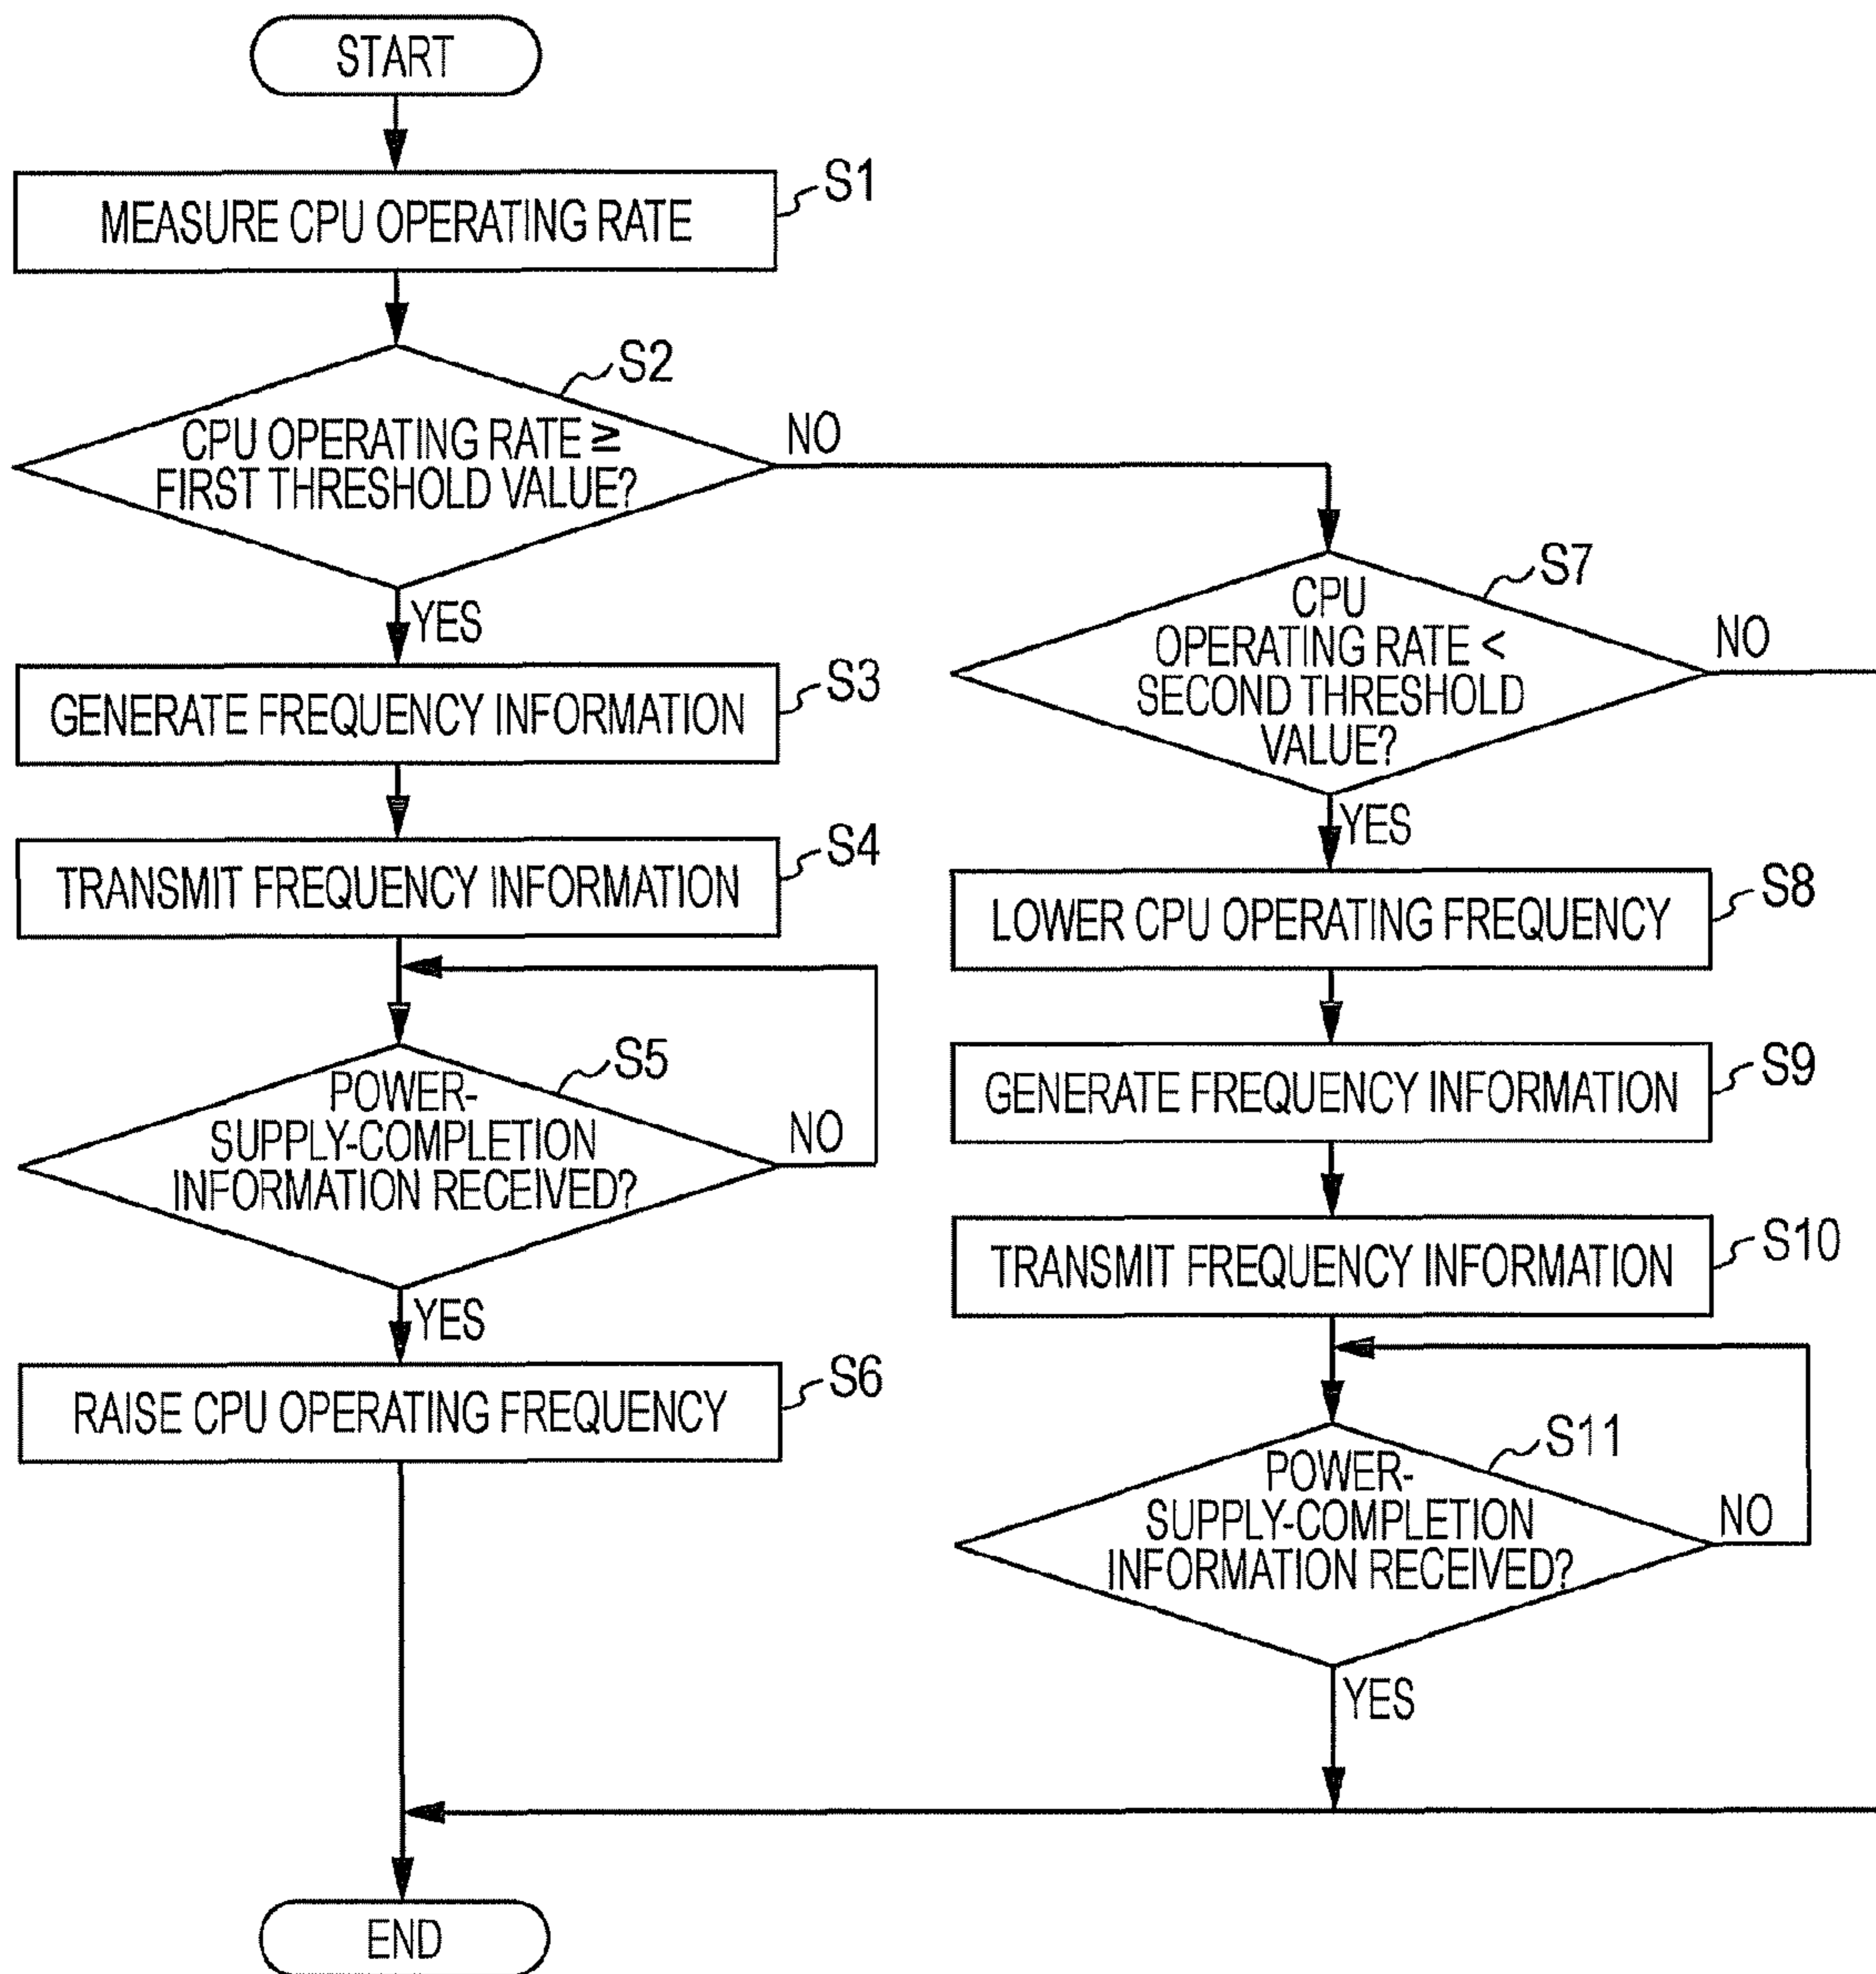 START
MEASURE CPU OPERATING RATE
S1
CPU OPERATING RATE ≥
FIRST THRESHOLD VALUE?
S2
NO
YES
GENERATE FREQUENCY INFORMATION
S3
TRANSMIT FREQUENCY INFORMATION
S4
POWER-
SUPPLY-COMPLETION
INFORMATION RECEIVED?
S5
NO
YES
RAISE CPU OPERATING FREQUENCY
S6
CPU
OPERATING RATE <
SECOND THRESHOLD
VALUE?
S7
NO
YES
LOWER CPU OPERATING FREQUENCY
S8
GENERATE FREQUENCY INFORMATION
S9
TRANSMIT FREQUENCY INFORMATION
S10
POWER-
SUPPLY-COMPLETION
INFORMATION RECEIVED?
S11
NO
YES
END